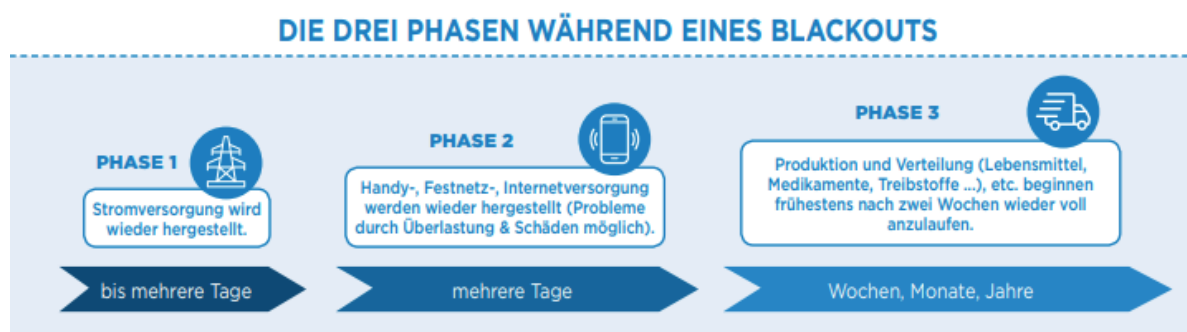 DIE DREI PHASEN WÄHREND EINES BLACKOUTS
PHASE 1
Stromversorgung wird
wieder hergestellt.
bis mehrere Tage
PHASE 2
Handy-, Festnetz-, Internetversorgung
werden wieder hergestellt (Probleme
durch Überlastung & Schäden möglich).
mehrere Tage
PHASE 3
Produktion und Verteilung (Lebensmittel,
Medikamente, Treibstoffe ...), etc. beginnen
frühestens nach zwei Wochen wieder voll
anzulaufen.
Wochen, Monate, Jahre